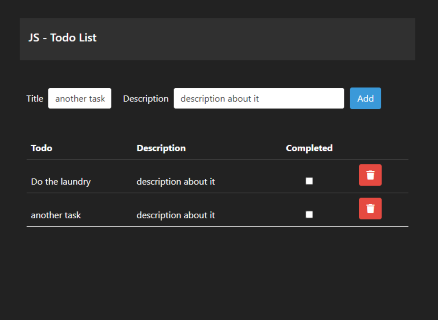 JS - Todo List
Title another task Description description about it Add
Todo Description Completed
Do the laundry description about it
another task description about it